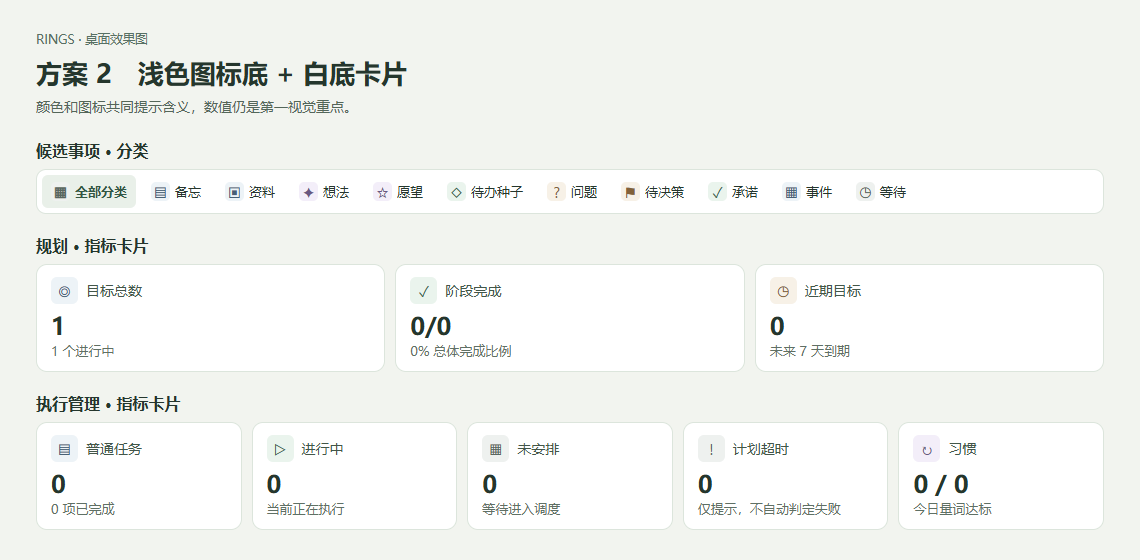 RINGS · 桌面效果图
方案 2　浅色图标底 + 白底卡片
颜色和图标共同提示含义，数值仍是第一视觉重点。
候选事项 • 分类
全部分类 备忘 资料 想法 愿望 待办种子 ? 问题 待决策 承诺 事件 等待
规划 • 指标卡片
目标总数 阶段完成 近期目标
1 0/0 0
1 个进行中 0% 总体完成比例 未来 7 天到期
执行管理 • 指标卡片
普通任务 进行中 未安排 ! 计划超时 习惯
0 0 0 0 0 / 0
0 项已完成 当前正在执行 等待进入调度 仅提示，不自动判定失败 今日量词达标